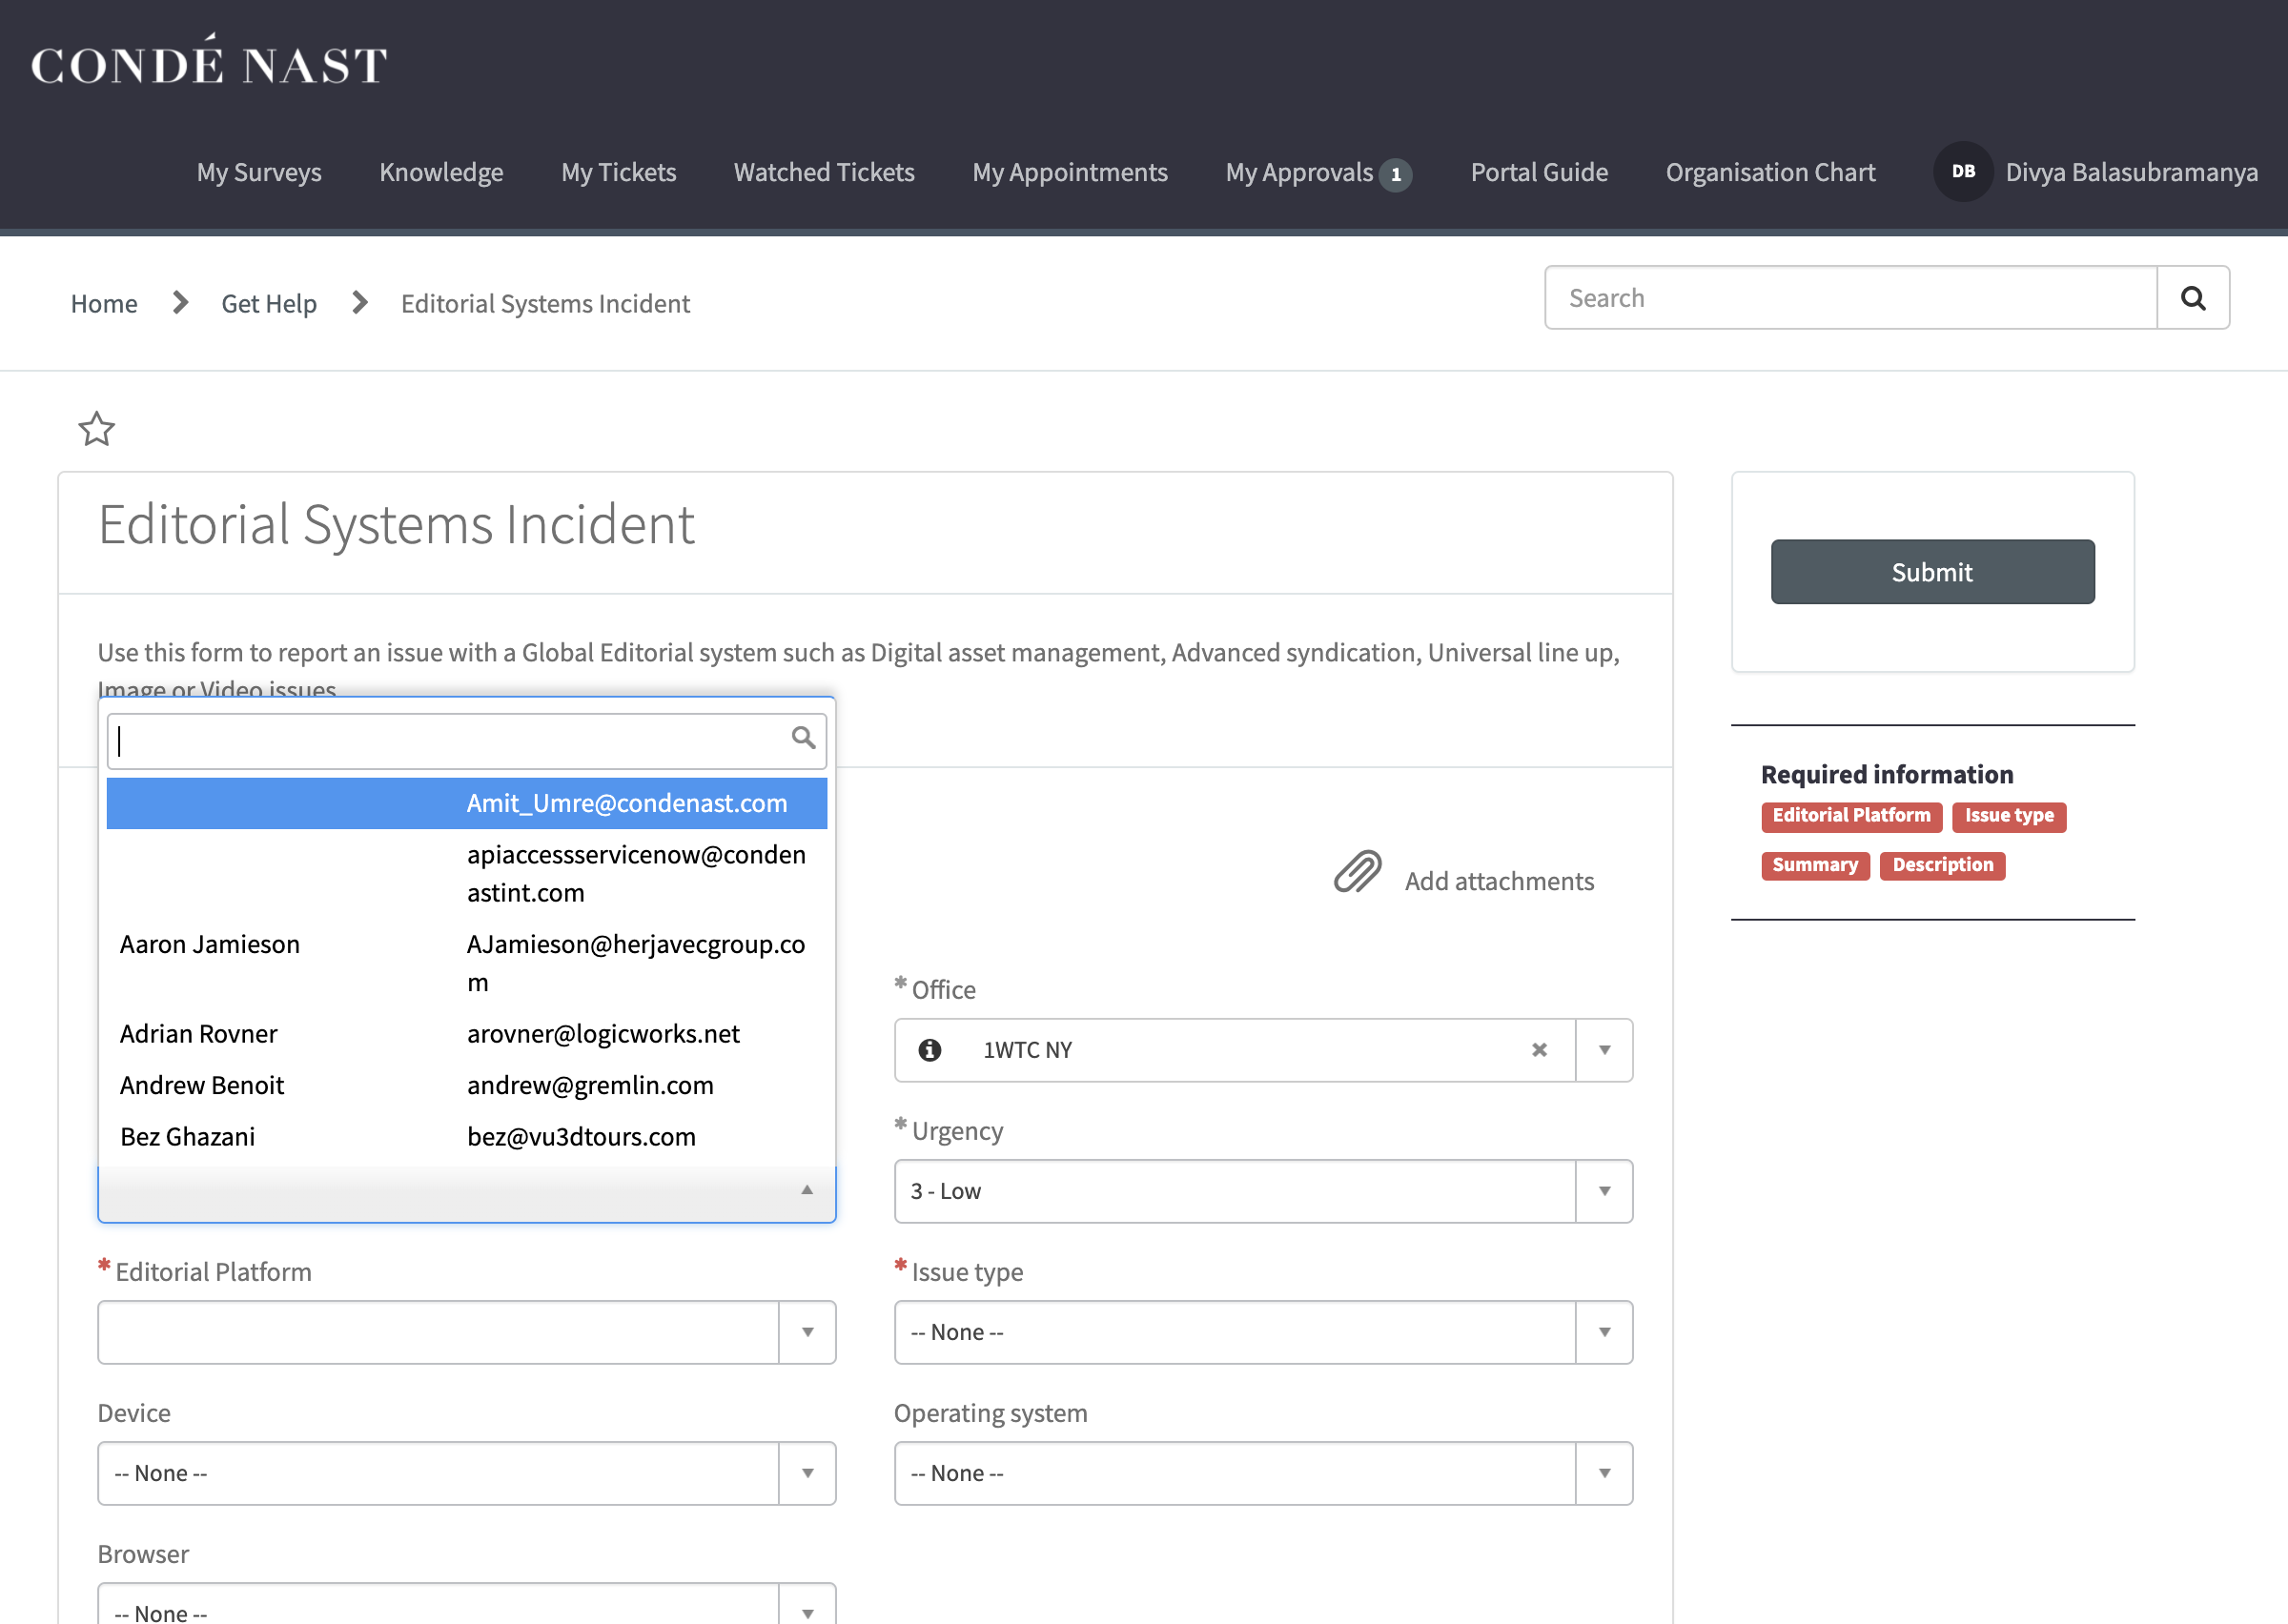 CONDÉ NAST
My Surveys
Knowledge
My Tickets
Watched Tickets
My Appointments
My Approvals 1
Portal Guide
Organisation Chart
DB Divya Balasubramanya
Home
Get Help
Editorial Systems Incident
Search
Editorial Systems Incident
Submit
Use this form to report an issue with a Global Editorial system such as Digital asset management, Advanced syndication, Universal line up,
Image or Video issues
Amit_Umre@condenast.com
apiaccessservicenow@conden
astint.com
Aaron Jamieson AJamieson@herjavecgroup.co
m
Adrian Rovner arovner@logicworks.net
Andrew Benoit andrew@gremlin.com
Bez Ghazani bez@vu3dtours.com
Required information
Editorial Platform Issue type
Summary Description
Add attachments
* Office
1WTC NY
* Urgency
3 - Low
* Editorial Platform
* Issue type
-- None --
Device
-- None --
Operating system
-- None --
Browser
-- None --